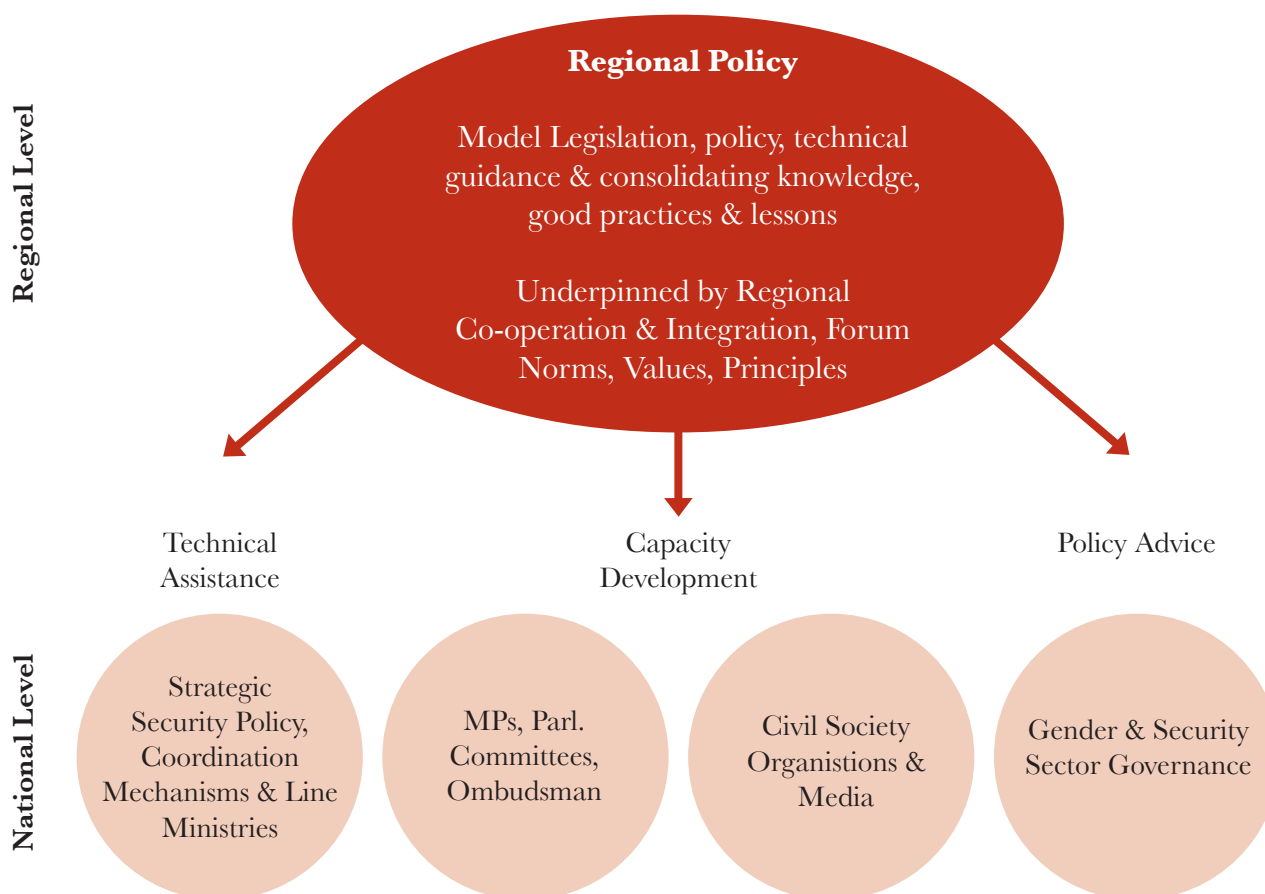 Regional Level
Regional Policy
Model Legislation, policy, technical
guidance & consolidating knowledge,
good practices & lessons
Underpinned by Regional
Co-operation & Integration, Forum
Norms, Values, Principles
Technical
Assistance
Capacity
Development
Policy Advice
National Level
Strategic
Security Policy,
Coordination
Mechanisms & Line
Ministries
MPs, Parl.
Committees,
Ombudsman
Civil Society
Organistions &
Media
Gender & Security
Sector Governance